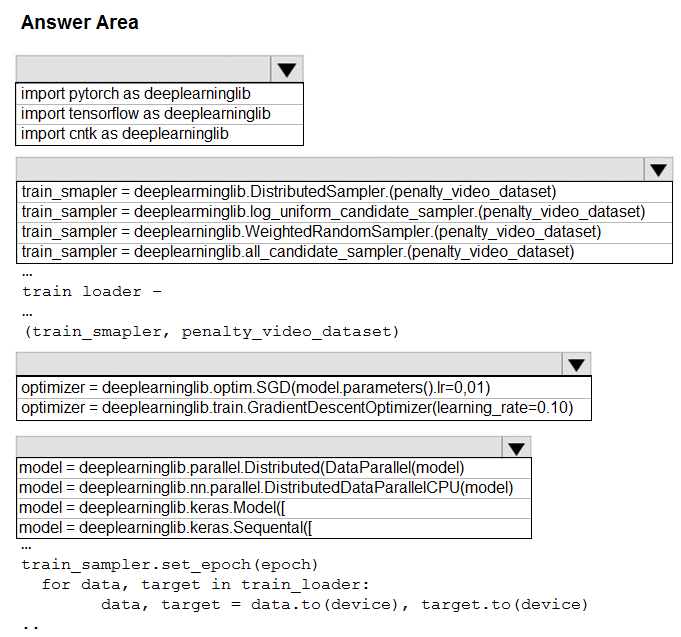 Answer Area
import pytorch as deeplearninglib
import tensorflow as deeplearninglib
import cntk as deeplearninglib
train_smapler = deeplearminglib.DistributedSampler.(penalty_video_dataset)
train_sampler = deeplearminglib.log_uniform_candidate_sampler.(penalty_video_dataset)
train_sampler = deeplearninglib.WeightedRandomSampler.(penalty_video_dataset)
train_sampler = deeplearninglib.all_candidate_sampler.(penalty_video_dataset)
...
train loader –
...
(train_smapler, penalty_video_dataset)
optimizer = deeplearninglib.optim.SGD(model.parameters().lr=0,01)
optimizer = deeplearninglib.train.GradientDescentOptimizer(learning_rate=0.10)
model = deeplearninglib.parallel.Distributed(DataParallel(model)
model = deeplearninglib.nn.parallel.DistributedDataParallelCPU(model)
model = deeplearninglib.keras.Model([
model = deeplearninglib.keras.Sequental([
...
train_sampler.set_epoch(epoch)
for data, target in train_loader:
data, target = data.to(device), target.to(device)
..